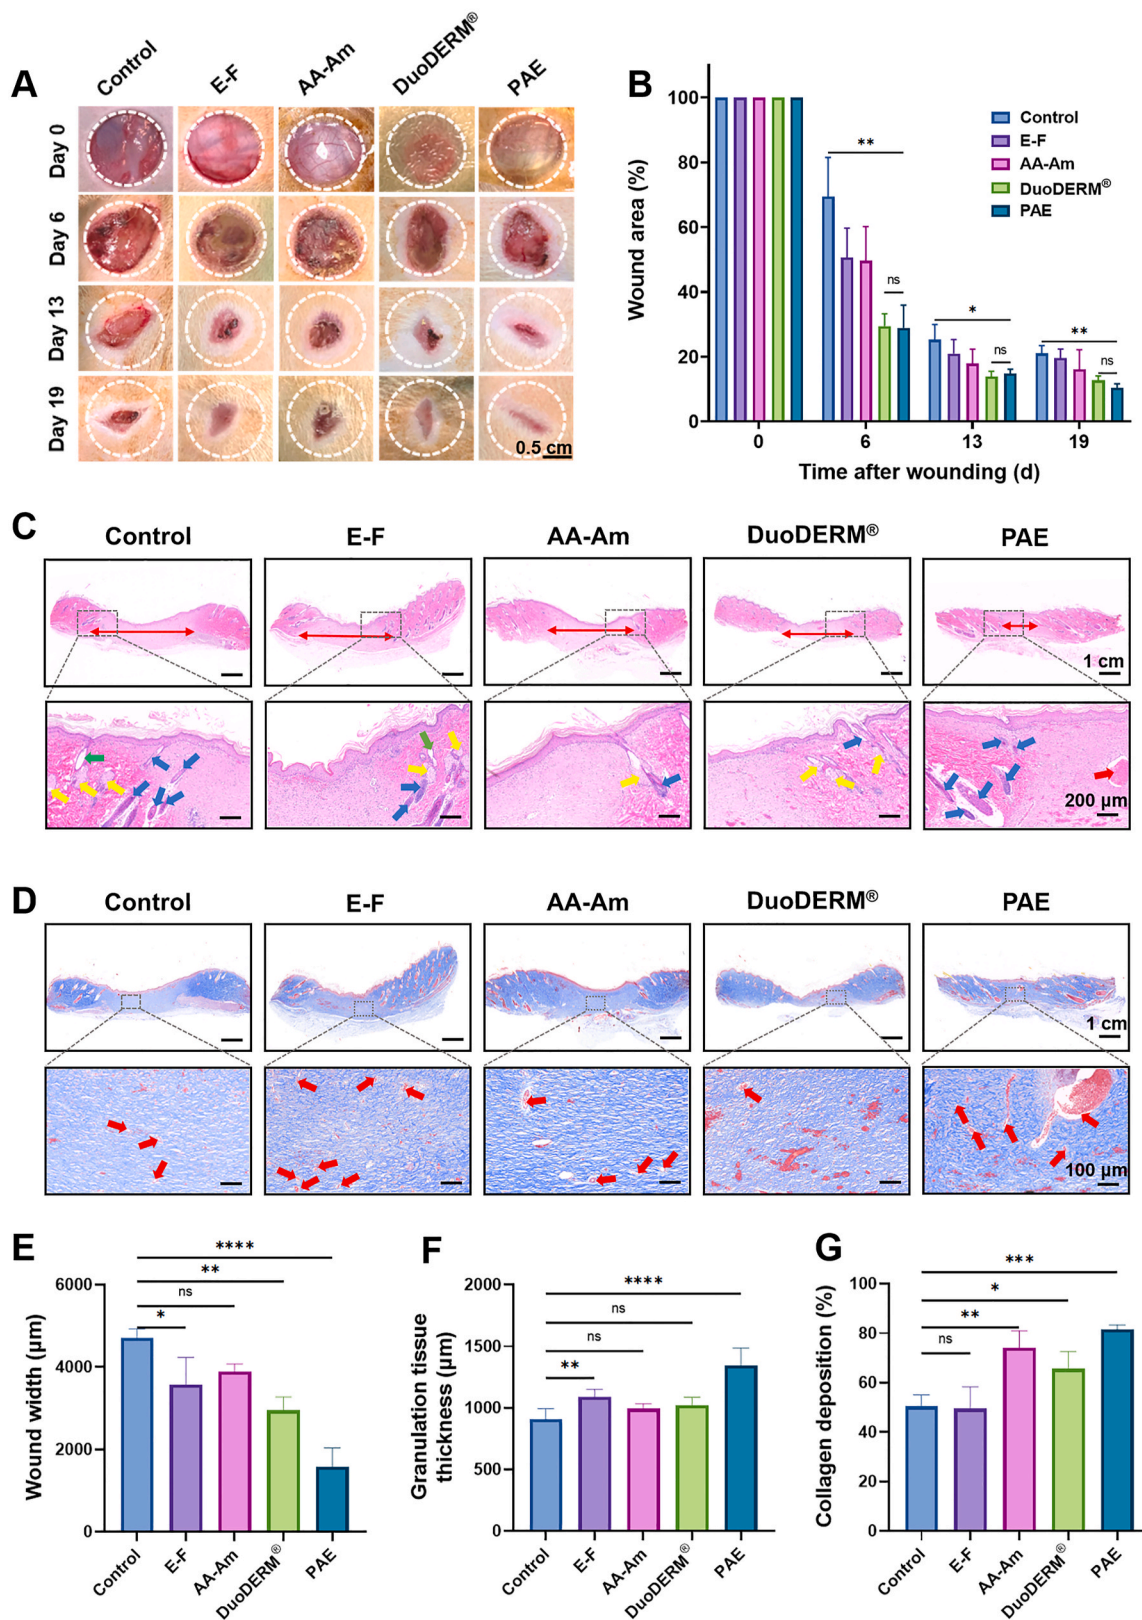 A
Control
E-F
AA-Am
DuoDERM®
PAE
Day 0
Day 6
Day 13
Day 19
0.5 cm
B
Wound area (%)
100
80
60
40
20
0
**
ns
*
ns
**
ns
Control
E-F
AA-Am
DuoDERM®
PAE
0 6 13 19
Time after wounding (d)
C
Control E-F AA-Am DuoDERM® PAE
1 cm
200 μm
D
Control E-F AA-Am DuoDERM® PAE
1 cm
100 μm
E
Wound width (μm)
6000
4000
2000
0
****
**
ns
*
Control
E-F
AA-Am
DuoDERM®
PAE
F
Granulation tissue
thickness (μm)
2000
1500
1000
500
0
****
ns
ns
**
Control
E-F
AA-Am
DuoDERM®
PAE
G
Collagen deposition (%)
100
80
60
40
20
0
***
*
**
ns
Control
E-F
AA-Am
DuoDERM®
PAE